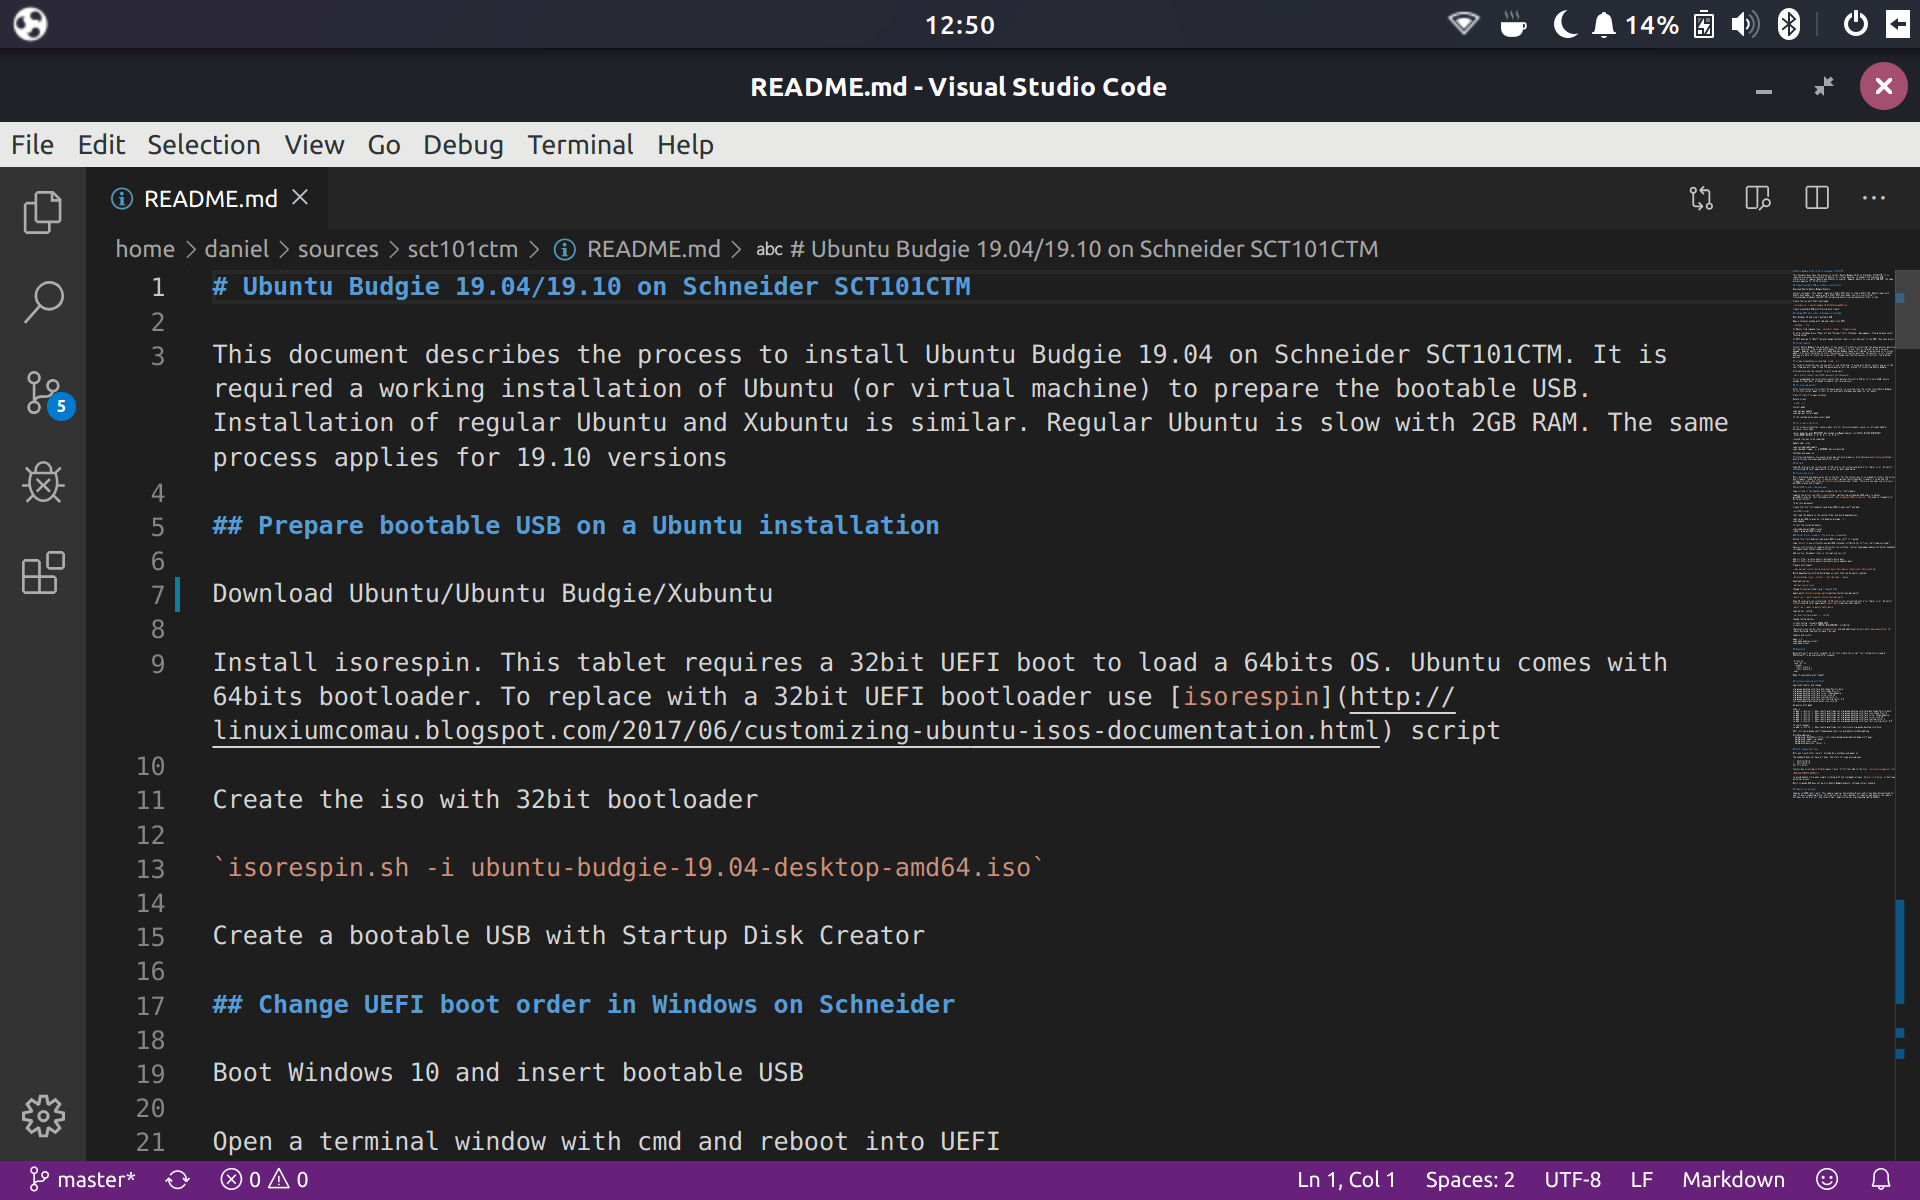 12:50
14%
README.md - Visual Studio Code
File Edit Selection View Go Debug Terminal Help
README.md
home > daniel > sources > sct101ctm > README.md > abc # Ubuntu Budgie 19.04/19.10 on Schneider SCT101CTM
1 # Ubuntu Budgie 19.04/19.10 on Schneider SCT101CTM
2
3 This document describes the process to install Ubuntu Budgie 19.04 on Schneider SCT101CTM. It is
required a working installation of Ubuntu (or virtual machine) to prepare the bootable USB.
Installation of regular Ubuntu and Xubuntu is similar. Regular Ubuntu is slow with 2GB RAM. The same
process applies for 19.10 versions
4
5 ## Prepare bootable USB on a Ubuntu installation
6
7 Download Ubuntu/Ubuntu Budgie/Xubuntu
8
9 Install isorespin. This tablet requires a 32bit UEFI boot to load a 64bits OS. Ubuntu comes with
64bits bootloader. To replace with a 32bit UEFI bootloader use [isorespin](http://
linuxiumcomau.blogspot.com/2017/06/customizing-ubuntu-isos-documentation.html) script
10
11 Create the iso with 32bit bootloader
12
13 `isorespin.sh -i ubuntu-budgie-19.04-desktop-amd64.iso`
14
15 Create a bootable USB with Startup Disk Creator
16
17 ## Change UEFI boot order in Windows on Schneider
18
19 Boot Windows 10 and insert bootable USB
20
21 Open a terminal window with cmd and reboot into UEFI
5
master* 0 0 Ln 1, Col 1 Spaces: 2 UTF-8 LF Markdown